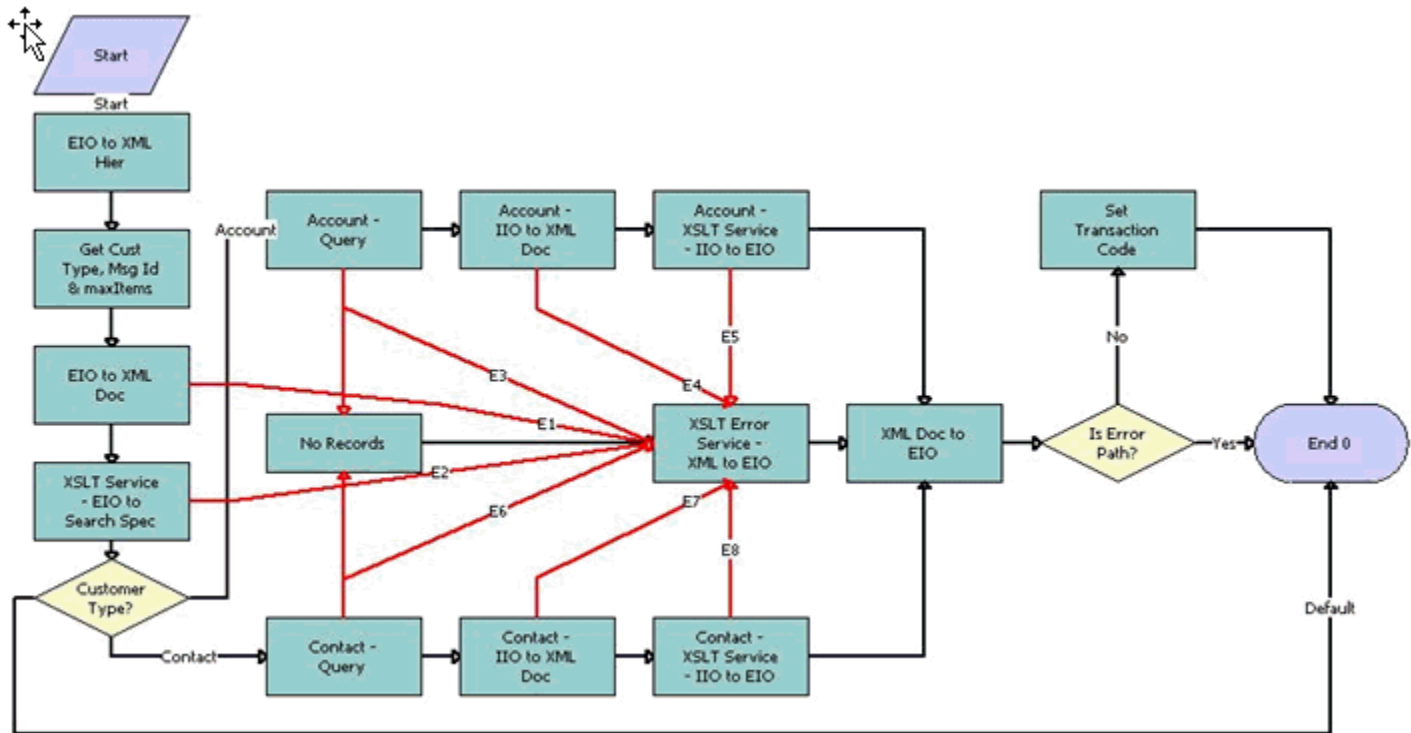 Start
Start
EIO to XML
Hier
Get Cust
Type, Msg Id
& maxItems
EIO to XML
Doc
XSLT Service
- EIO to
Search Spec
Customer
Type?
Account
Contact
Account -
Query
Account -
IIO to XML
Doc
Account -
XSLT Service
- IIO to EIO
E3
E4
E5
E1
E2
No Records
XSLT Error
Service -
XML to EIO
E6
E7
E8
Contact -
Query
Contact -
IIO to XML
Doc
Contact -
XSLT Service
- IIO to EIO
XML Doc to
EIO
Is Error
Path?
No
Yes
Set
Transaction
Code
End 0
Default